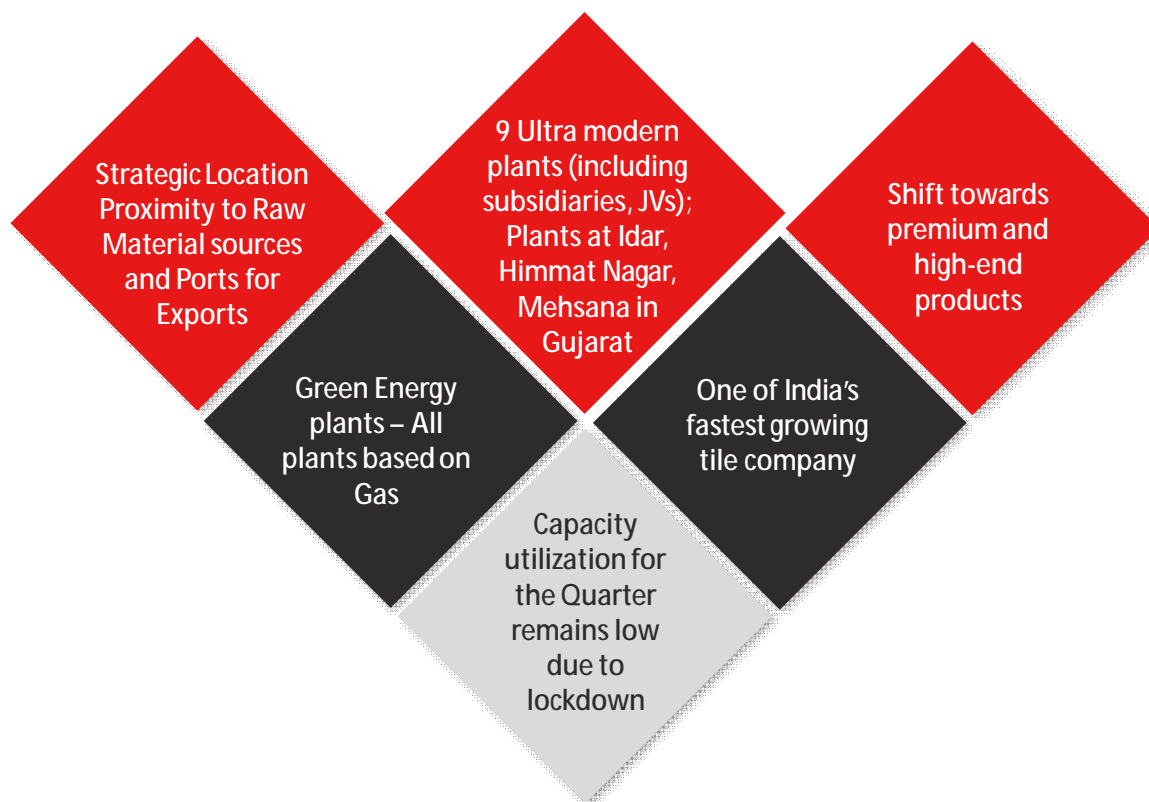 Strategic Location
Proximity to Raw
Material sources
and Ports for
Exports
9 Ultra modern
plants (including
subsidiaries, JVs);
Plants at Idar,
Himmat Nagar,
Mehsana in
Gujarat
Shift towards
premium and
high-end
products
Green Energy
plants – All
plants based on
Gas
One of India's
fastest growing
tile company
Capacity
utilization for
the Quarter
remains low
due to
lockdown